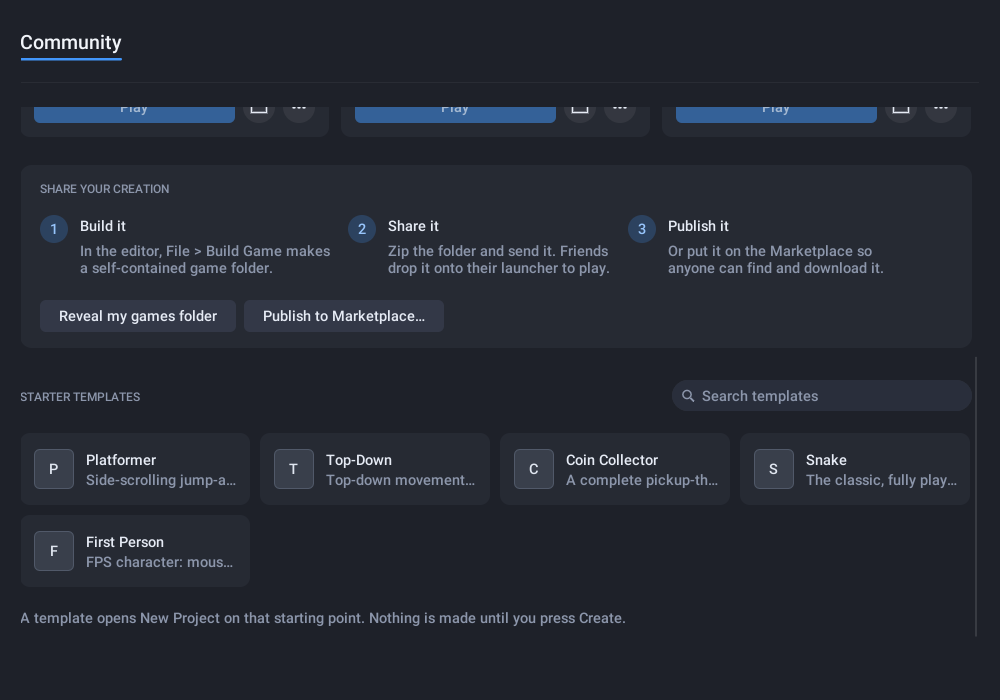 Community
Play
Play
Play
SHARE YOUR CREATION
1
Build it
In the editor, File > Build Game makes
a self-contained game folder.
2
Share it
Zip the folder and send it. Friends
drop it onto their launcher to play.
3
Publish it
Or put it on the Marketplace so
anyone can find and download it.
Reveal my games folder
Publish to Marketplace…
STARTER TEMPLATES
Search templates
P
Platformer
Side-scrolling jump-a…
T
Top-Down
Top-down movement…
C
Coin Collector
A complete pickup-th…
S
Snake
The classic, fully play…
F
First Person
FPS character: mous…
A template opens New Project on that starting point. Nothing is made until you press Create.